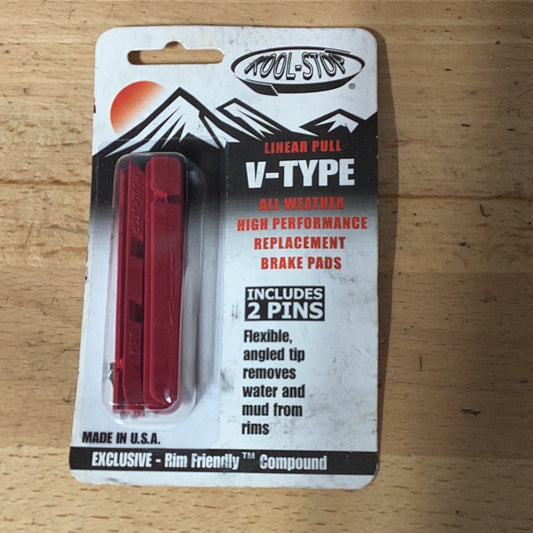 KOOL-STOP
®
LINEAR PULL
V-TYPE
ALL WEATHER
HIGH PERFORMANCE
REPLACEMENT
BRAKE PADS
INCLUDES
2 PINS
Flexible,
angled tip
removes
water and
mud from
rims
MADE IN U.S.A.
EXCLUSIVE - Rim Friendly™ Compound